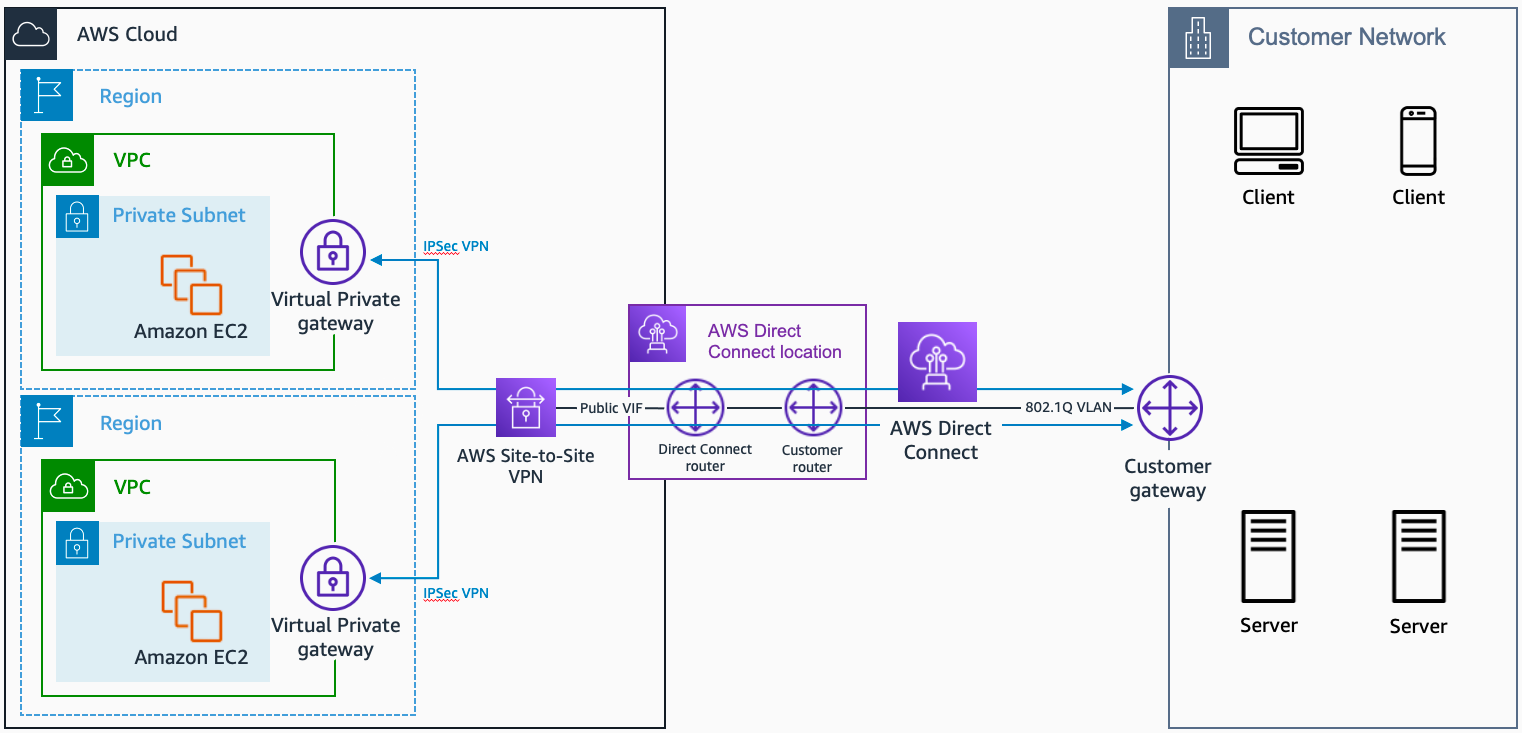 AWS Cloud
Region
VPC
Private Subnet
Amazon EC2
Virtual Private
gateway
IPSec VPN
Region
VPC
Private Subnet
Amazon EC2
Virtual Private
gateway
IPSec VPN
AWS Site-to-Site
VPN
Public VIF
AWS Direct
Connect location
Direct Connect
router
Customer
router
AWS Direct
Connect
802.1Q VLAN
Customer
gateway
Customer Network
Client
Client
Server
Server